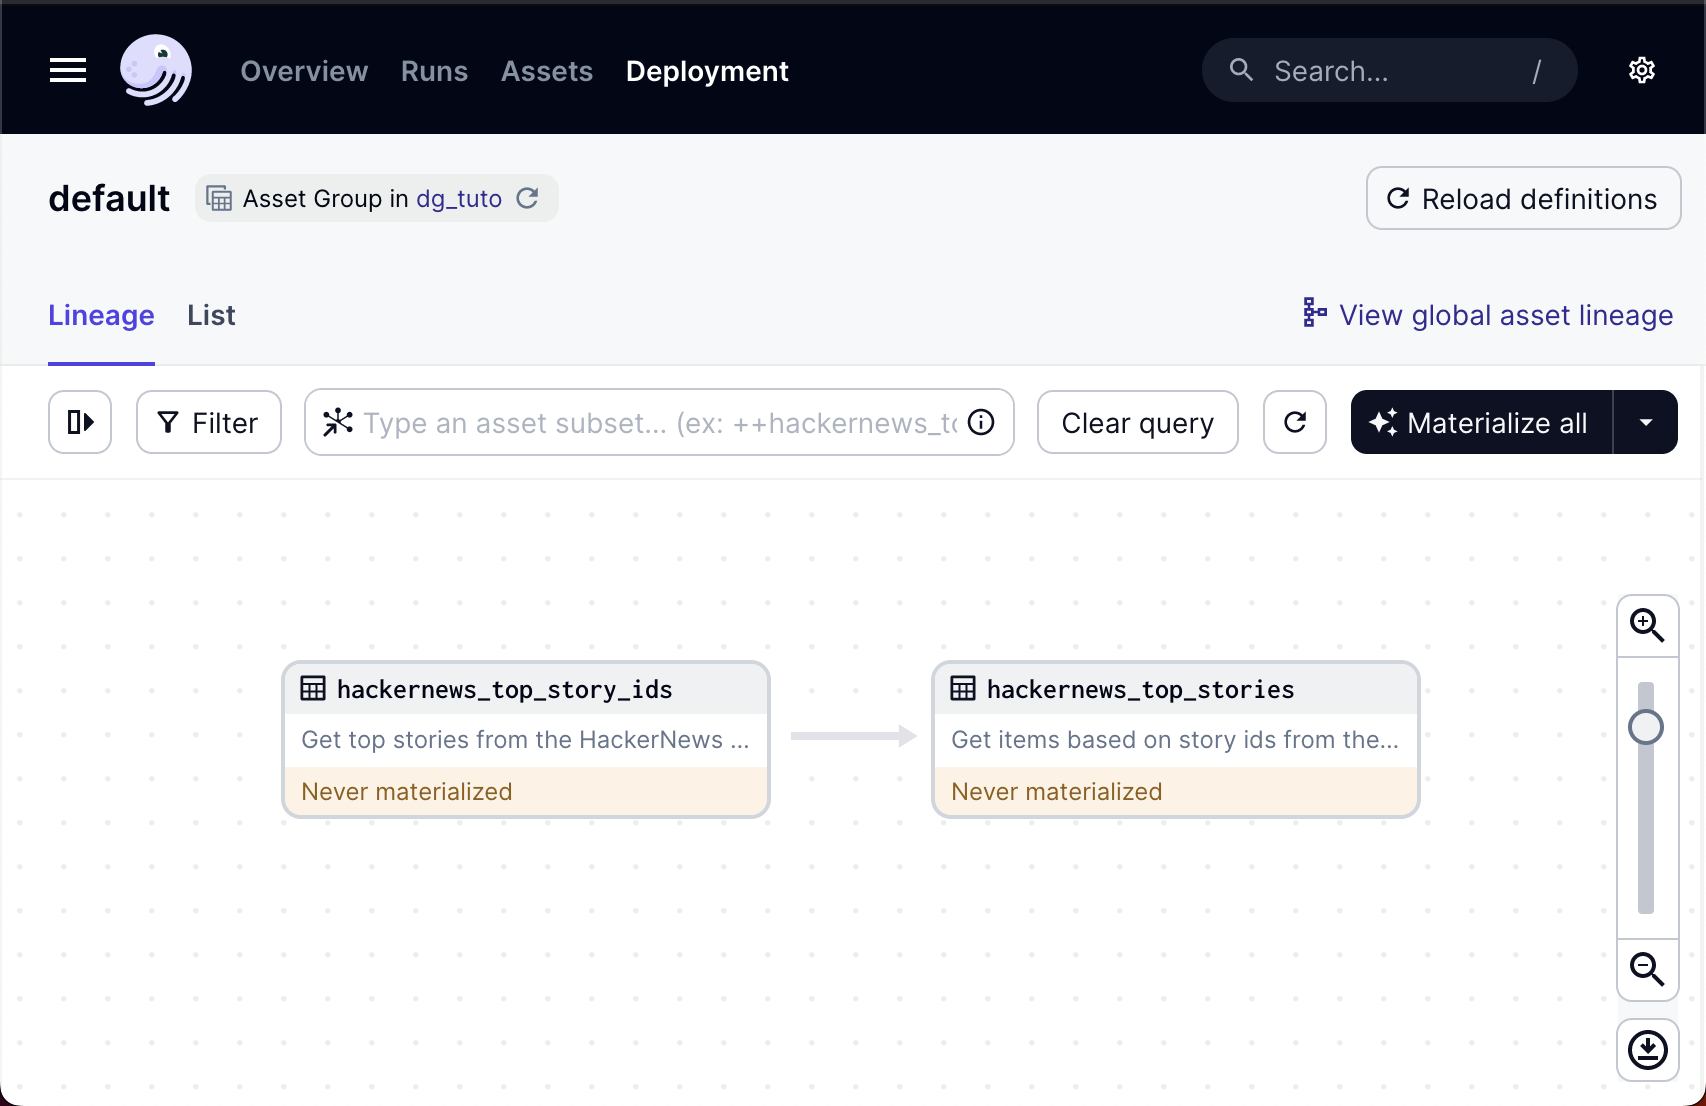 Overview Runs Assets Deployment Search... /
default Asset Group in dg_tuto Reload definitions
Lineage List View global asset lineage
Filter Type an asset subset... (ex: ++hackernews_to Clear query Materialize all
hackernews_top_story_ids
Get top stories from the HackerNews ...
Never materialized
hackernews_top_stories
Get items based on story ids from the...
Never materialized